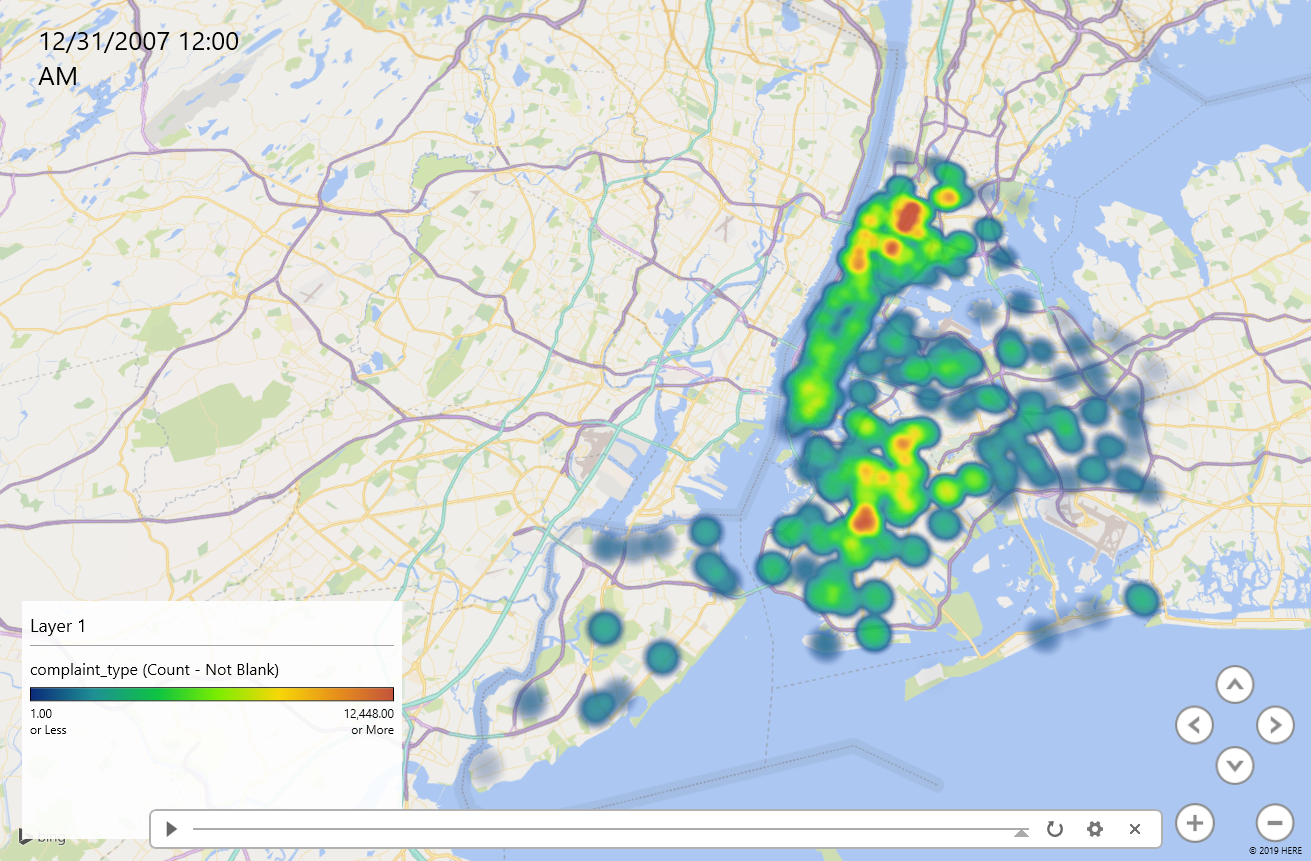 12/31/2007 12:00
AM
Layer 1
complaint_type (Count - Not Blank)
1.00 12,448.00
or Less or More
bing
© 2019 HERE